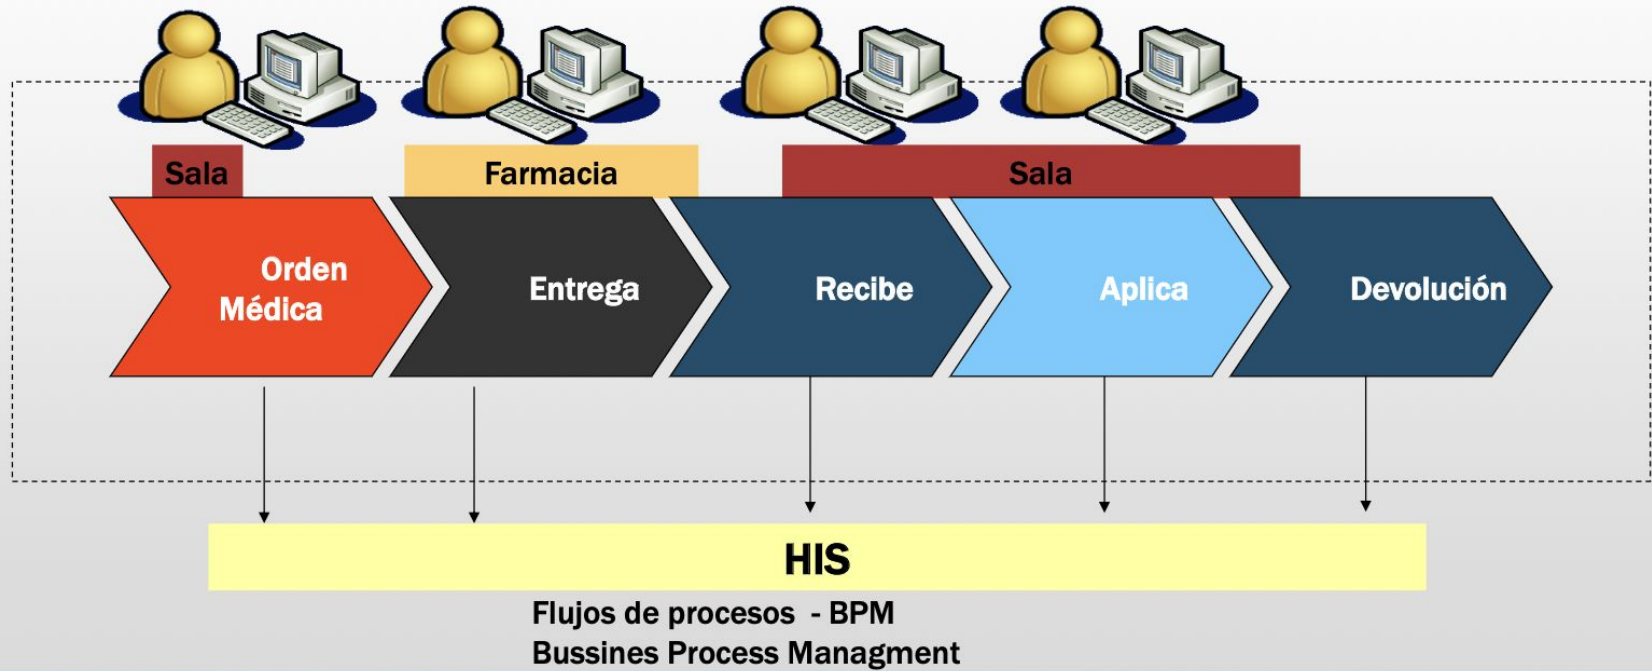 Sala
Farmacia
Sala
Orden
Médica
Entrega
Recibe
Aplica
Devolución
HIS
Flujos de procesos - BPM
Bussines Process Managment